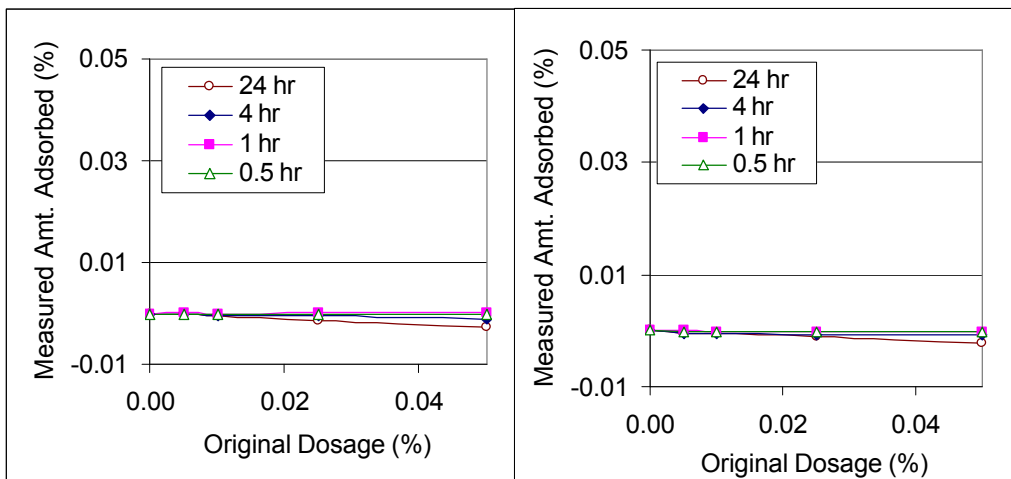 Measured Amt. Adsorbed (%)
0.05
0.03
0.01
-0.01
24 hr
4 hr
1 hr
0.5 hr
0.00
0.02
0.04
Original Dosage (%)
Measured Amt. Adsorbed (%)
0.05
0.03
0.01
-0.01
24 hr
4 hr
1 hr
0.5 hr
0.00
0.02
0.04
Original Dosage (%)